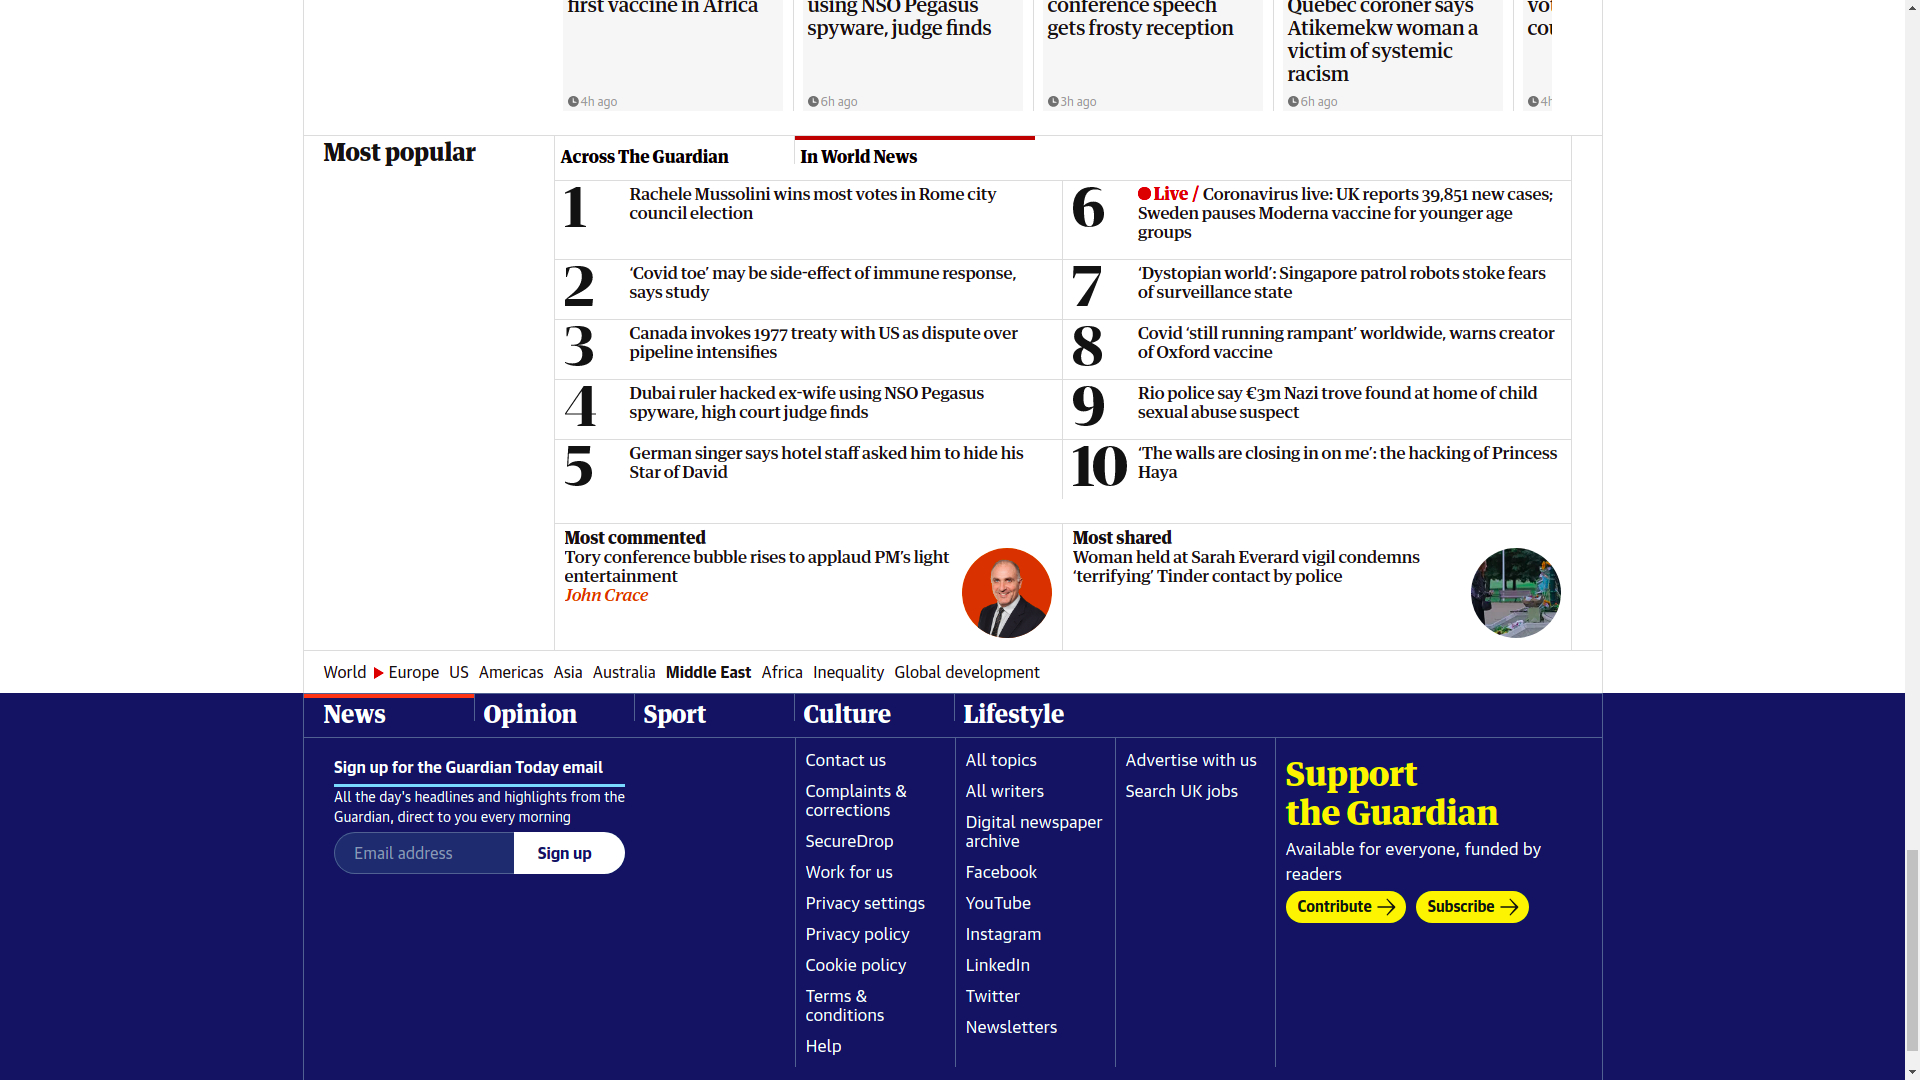 first vaccine in Africa
4h ago
using NSO Pegasus
spyware, judge finds
6h ago
conference speech
gets frosty reception
3h ago
Quebec coroner says
Atikemekw woman a
victim of systemic
racism
6h ago
Most popular
Across The Guardian
In World News
1
Rachele Mussolini wins most votes in Rome city
council election
2
‘Covid toe’ may be side-effect of immune response,
says study
3
Canada invokes 1977 treaty with US as dispute over
pipeline intensifies
4
Dubai ruler hacked ex-wife using NSO Pegasus
spyware, high court judge finds
5
German singer says hotel staff asked him to hide his
Star of David
6
Live / Coronavirus live: UK reports 39,851 new cases;
Sweden pauses Moderna vaccine for younger age
groups
7
‘Dystopian world’: Singapore patrol robots stoke fears
of surveillance state
8
Covid ‘still running rampant’ worldwide, warns creator
of Oxford vaccine
9
Rio police say €3m Nazi trove found at home of child
sexual abuse suspect
10
‘The walls are closing in on me’: the hacking of Princess
Haya
Most commented
Tory conference bubble rises to applaud PM’s light
entertainment
John Crace
Most shared
Woman held at Sarah Everard vigil condemns
‘terrifying’ Tinder contact by police
World Europe US Americas Asia Australia Middle East Africa Inequality Global development
News Opinion Sport Culture Lifestyle
Sign up for the Guardian Today email
All the day's headlines and highlights from the
Guardian, direct to you every morning
Email address
Sign up
Contact us
Complaints &
corrections
SecureDrop
Work for us
Privacy settings
Privacy policy
Cookie policy
Terms &
conditions
Help
All topics
All writers
Digital newspaper
archive
Facebook
YouTube
Instagram
LinkedIn
Twitter
Newsletters
Advertise with us
Search UK jobs
Support
the Guardian
Available for everyone, funded by
readers
Contribute
Subscribe